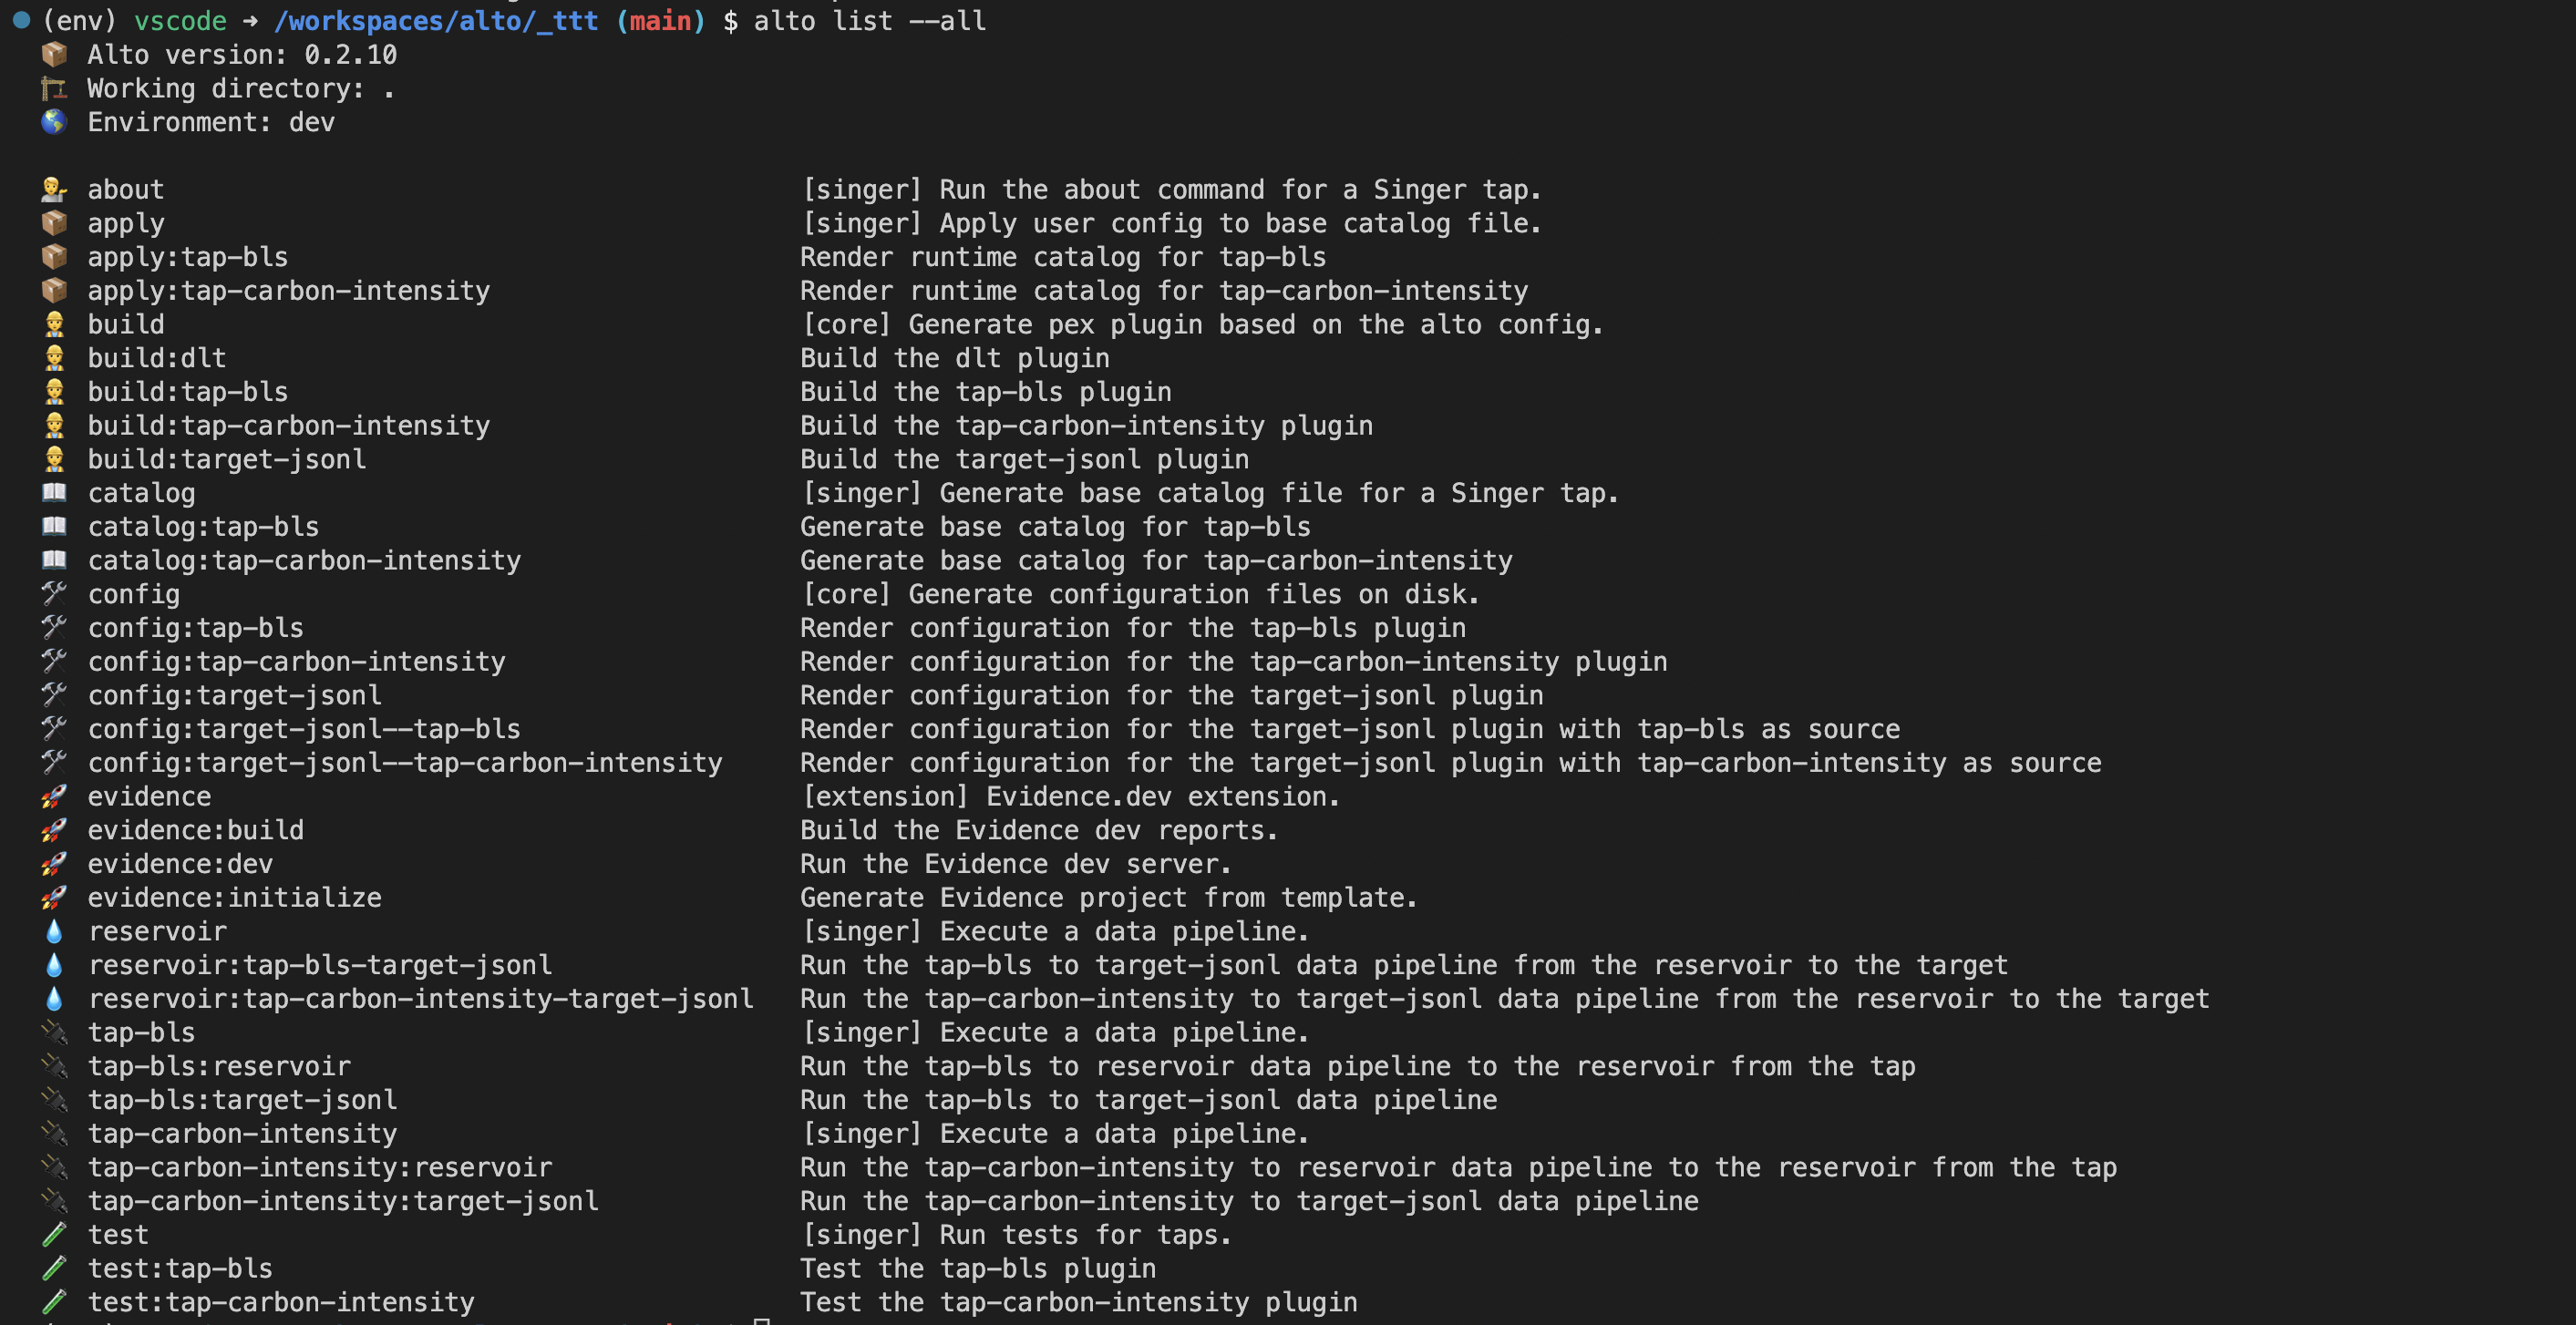 (env) vscode ➜ /workspaces/alto/_ttt (main) $ alto list --all
📦 Alto version: 0.2.10
🏗 Working directory: .
🌎 Environment: dev
💁 about [singer] Run the about command for a Singer tap.
📦 apply [singer] Apply user config to base catalog file.
📦 apply:tap-bls Render runtime catalog for tap-bls
📦 apply:tap-carbon-intensity Render runtime catalog for tap-carbon-intensity
👷 build [core] Generate pex plugin based on the alto config.
👷 build:dlt Build the dlt plugin
👷 build:tap-bls Build the tap-bls plugin
👷 build:tap-carbon-intensity Build the tap-carbon-intensity plugin
👷 build:target-jsonl Build the target-jsonl plugin
📖 catalog [singer] Generate base catalog file for a Singer tap.
📖 catalog:tap-bls Generate base catalog for tap-bls
📖 catalog:tap-carbon-intensity Generate base catalog for tap-carbon-intensity
🛠 config [core] Generate configuration files on disk.
🛠 config:tap-bls Render configuration for the tap-bls plugin
🛠 config:tap-carbon-intensity Render configuration for the tap-carbon-intensity plugin
🛠 config:target-jsonl Render configuration for the target-jsonl plugin
🛠 config:target-jsonl--tap-bls Render configuration for the target-jsonl plugin with tap-bls as source
🛠 config:target-jsonl--tap-carbon-intensity Render configuration for the target-jsonl plugin with tap-carbon-intensity as source
🚀 evidence [extension] Evidence.dev extension.
🚀 evidence:build Build the Evidence dev reports.
🚀 evidence:dev Run the Evidence dev server.
🚀 evidence:initialize Generate Evidence project from template.
💧 reservoir [singer] Execute a data pipeline.
💧 reservoir:tap-bls-target-jsonl Run the tap-bls to target-jsonl data pipeline from the reservoir to the target
💧 reservoir:tap-carbon-intensity-target-jsonl Run the tap-carbon-intensity to target-jsonl data pipeline from the reservoir to the target
🔌 tap-bls [singer] Execute a data pipeline.
🔌 tap-bls:reservoir Run the tap-bls to reservoir data pipeline to the reservoir from the tap
🔌 tap-bls:target-jsonl Run the tap-bls to target-jsonl data pipeline
🔌 tap-carbon-intensity [singer] Execute a data pipeline.
🔌 tap-carbon-intensity:reservoir Run the tap-carbon-intensity to reservoir data pipeline to the reservoir from the tap
🔌 tap-carbon-intensity:target-jsonl Run the tap-carbon-intensity to target-jsonl data pipeline
🧪 test [singer] Run tests for taps.
🧪 test:tap-bls Test the tap-bls plugin
🧪 test:tap-carbon-intensity Test the tap-carbon-intensity plugin